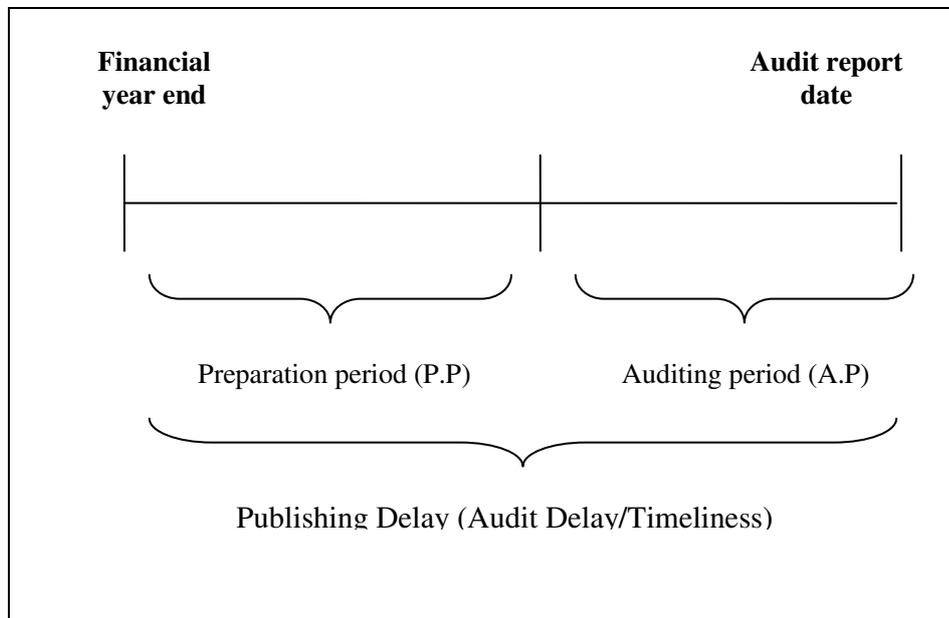 Financial
year end
Audit report
date
Preparation period (P.P)
Auditing period (A.P)
Publishing Delay (Audit Delay/Timeliness)